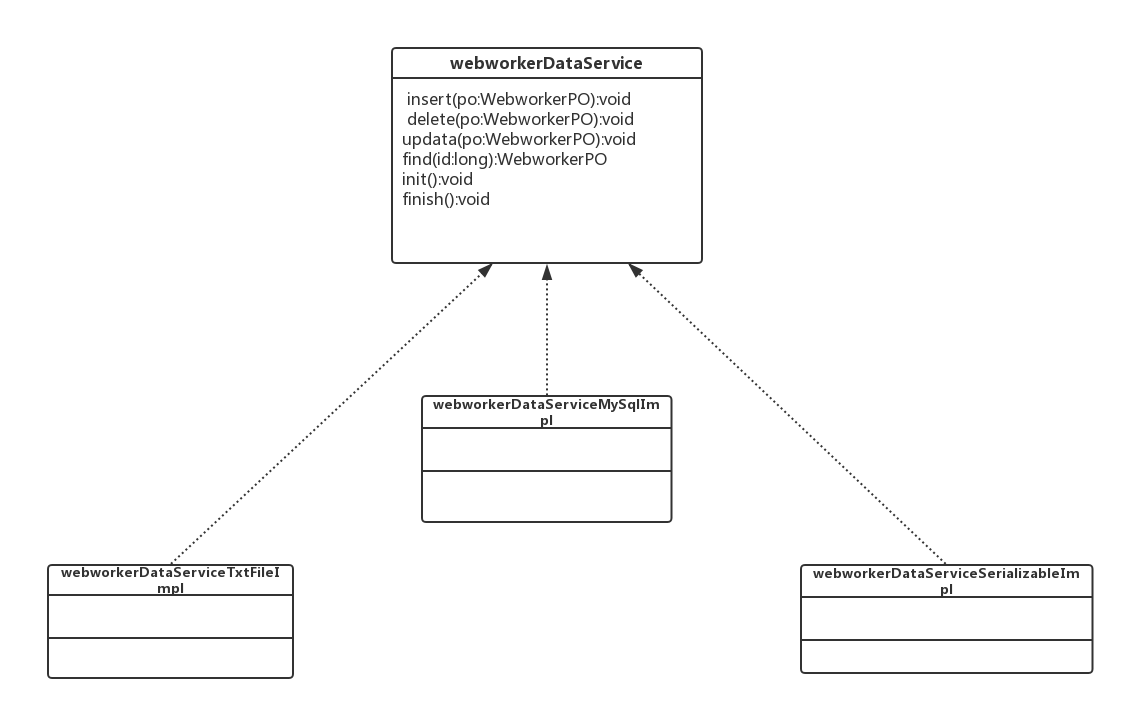 webworkerDataService
insert(po:WebworkerPO):void
delete(po:WebworkerPO):void
updata(po:WebworkerPO):void
find(id:long):WebworkerPO
init():void
finish():void
webworkerDataServiceMySqlIm
pl
webworkerDataServiceTxtFileI
mpl
webworkerDataServiceSerializableIm
pl